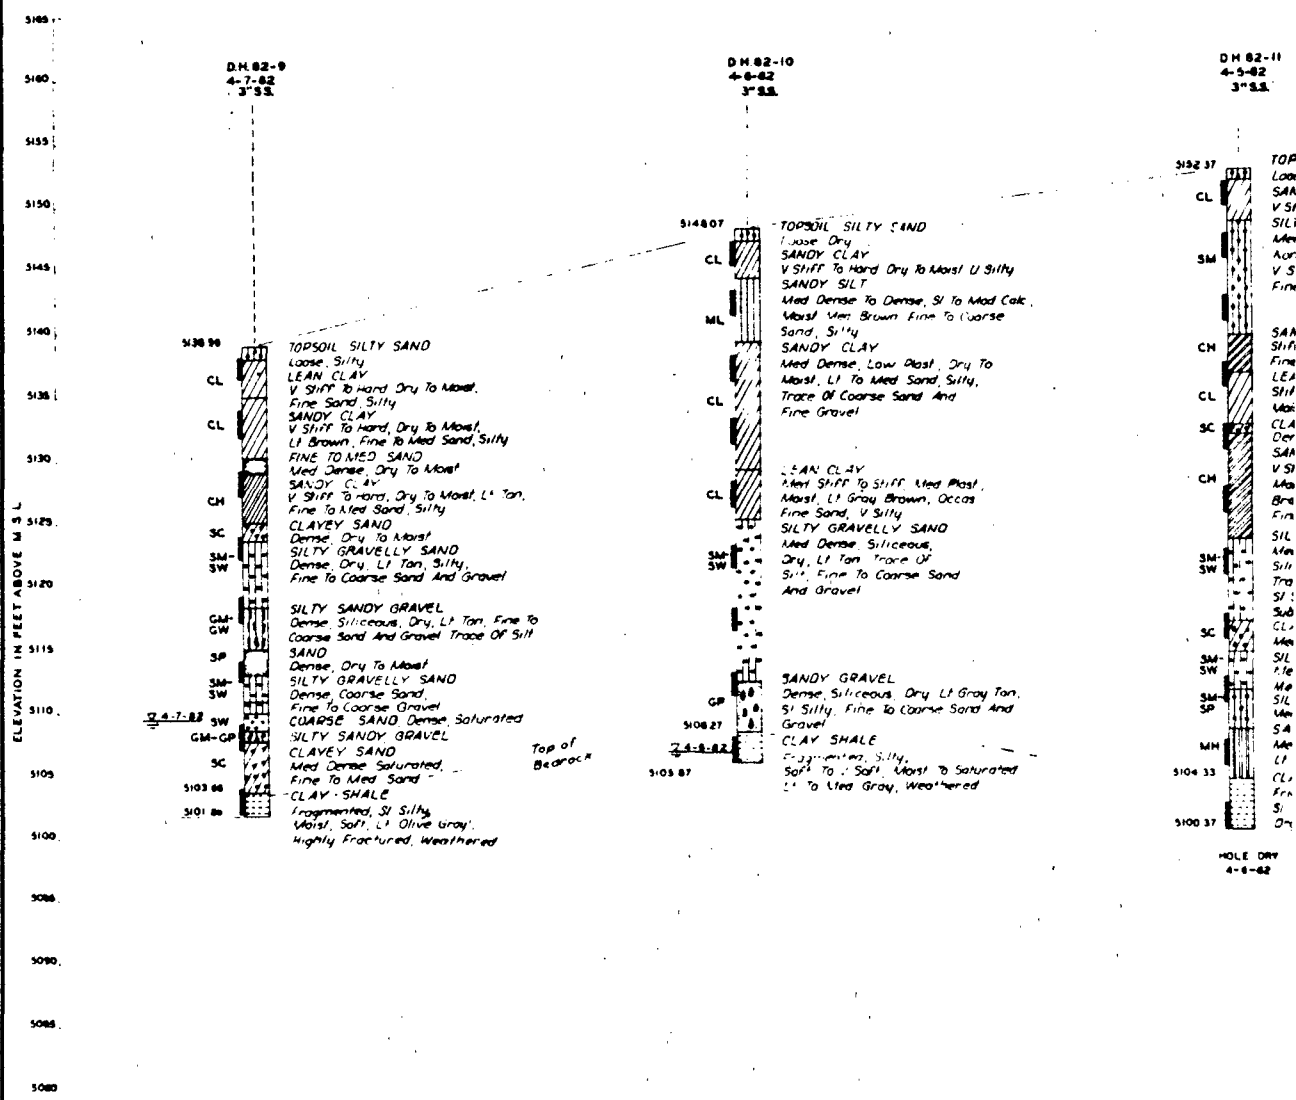 5165
5160
5155
5150
5145
5140
5135
5130
5125
5120
5115
5110
5105
5100
5090
5085
5080
ELEVATION IN FEET ABOVE M S L
D.H. 82-9
4-7-82
3" S.S.
CL
CL
CH
SC
SM-
SW
GM-
GW
SP
SM-
SW
4-7-82
SW
GM-GP
SC
TOPSOIL SILTY SAND
Loose, Silty
LEAN CLAY
V Stiff To Hard Dry To Moist,
Fine Sand, Silty
SANDY CLAY
V Stiff To Hard, Dry To Moist,
Lt Brown, Fine To Med Sand, Silty
FINE TO MED SAND
Med Dense, Dry To Moist
SANDY CLAY
V Stiff To Hard, Dry To Moist, Lt Tan,
Fine To Med Sand, Silty
CLAYEY SAND
Dense, Dry To Moist
SILTY GRAVELLY SAND
Dense, Dry, Lt Tan, Silty,
Fine To Coarse Sand And Gravel
SILTY SANDY GRAVEL
Dense, Siliceous, Dry, Lt Tan, Fine To
Coarse Sand And Gravel Trace Of Silt
SAND
Dense, Dry To Moist
SILTY GRAVELLY SAND
Dense, Coarse Sand,
Fine To Coarse Gravel
COARSE SAND, Dense, Saturated
SILTY SANDY GRAVEL
CLAYEY SAND
Med Dense Saturated,
Fine To Med Sand
CLAY SHALE
Fragmented, Sl Silty,
Moist, Soft, Lt Olive Gray,
Highly Fractured, Weathered
Top of
Bedrock
D H 82-10
4-6-82
3" S.S.
5148.07
CL
ML
CL
CL
SM-
SW
GP
5108.27
4-6-82
5105.87
TOPSOIL SILTY SAND
Loose Dry
SANDY CLAY
V Stiff To Hard Dry To Moist Silty
SANDY SILT
Med Dense To Dense, Sl To Mod Calc,
Moist Med Brown Fine To Coarse
Sand, Silty
SANDY CLAY
Med Dense, Low Plast, Dry To
Moist, Lt To Med Sand, Silty,
Trace Of Coarse Sand And
Fine Gravel
LEAN CLAY
Med Stiff To Stiff, Med Plast,
Moist, Lt Gray Brown, Occas
Fine Sand, V Silty
SILTY GRAVELLY SAND
Med Dense, Siliceous,
Dry, Lt Tan Trace Of
Silt, Fine To Coarse Sand
And Gravel
SANDY GRAVEL
Dense, Siliceous Dry Lt Gray Tan,
Sl Silty, Fine To Coarse Sand And
Gravel
CLAY SHALE
Fragmented, Silty,
Soft To Soft, Moist To Saturated
Lt To Med Gray, Weathered
D H 82-11
4-5-82
3" S.S.
5152 37
CL
SM
CH
CL
SC
CH
SM-
SW
SC
SM-
SW
SM-
SP
MH
5104 33
5100 37
HOLE DRY
4-6-82